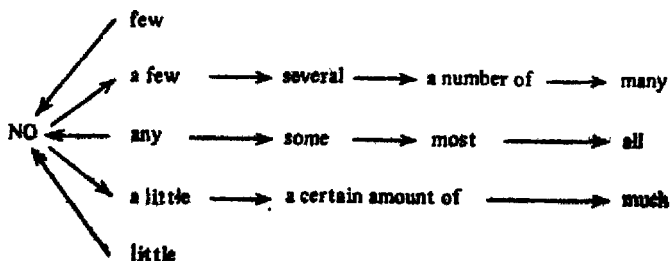 few
a few several a number of many
NO any some most all
a little a certain amount of much
little